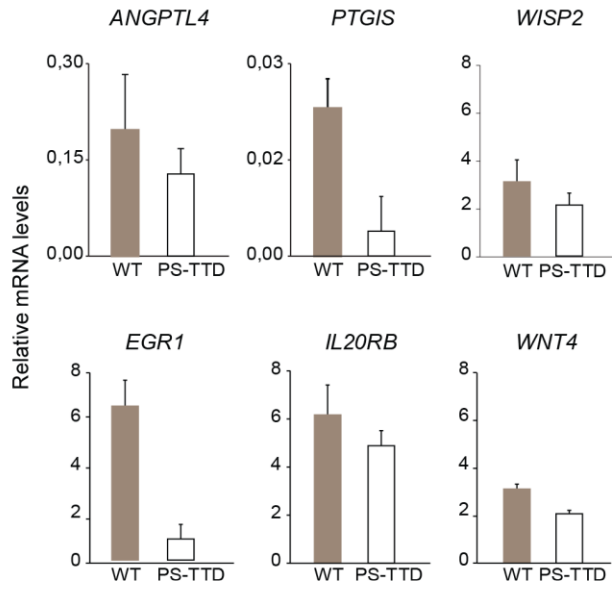 ANGPTL4 PTGIS WISP2
Relative mRNA levels
0,30
0,15
0,00
WT PS-TTD
0,03
0,02
0,00
WT PS-TTD
8
6
4
2
0
WT PS-TTD
EGR1 IL20RB WNT4
8
6
4
2
0
WT PS-TTD
8
6
4
2
0
WT PS-TTD
8
6
4
2
0
WT PS-TTD